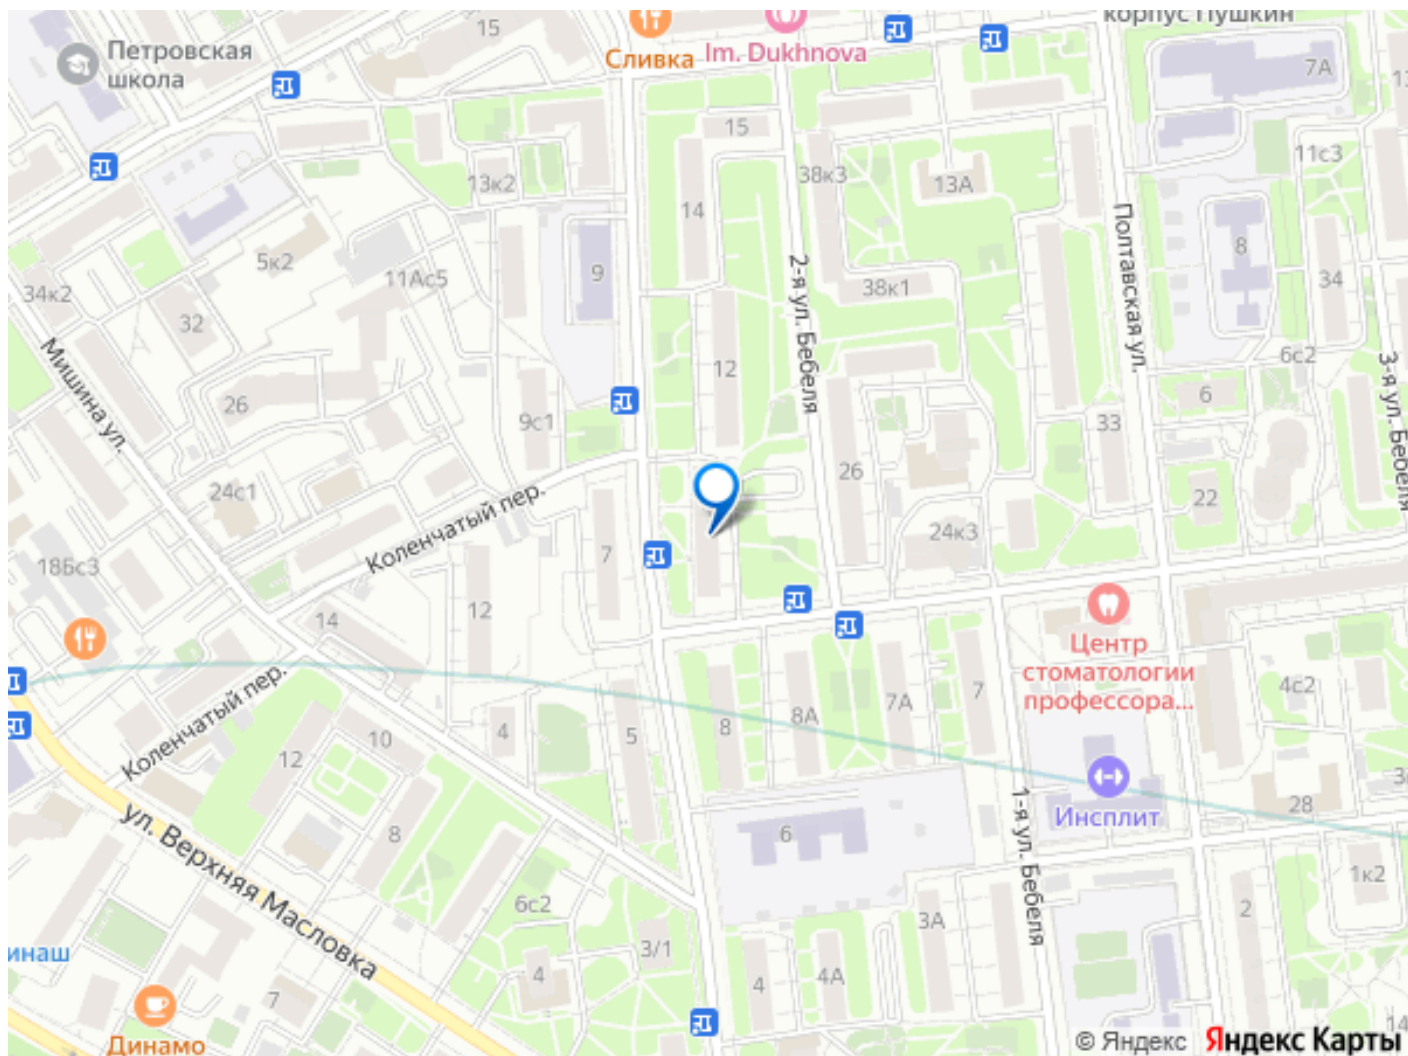 15
Сливка
Im. Dukhnova
корпус Пушкин
Петровская
школа
7А
15
11с3
13к2
38к3
13А
14
Полтавская ул.
8
5к2
9
11Ас5
2-я ул. Бебеля
38к1
34
34к2
32
Мишина ул.
12
6с2
3-я ул. Бебеля
6
26
9с1
33
24с1
26
22
Коленчатый пер.
24к3
18Бс3
7
12
14
Центр
стоматологии
профессора...
Коленчатый пер.
4с2
7
7А
8А
8
5
4
10
12
28
Инсплит
ул. Верхняя Масловка
8
6
1-я ул. Бебеля
1к2
6с2
2
3А
3/1
инаш
4
4А
4
7
14
Динамо
© Яндекс
Яндекс Карты